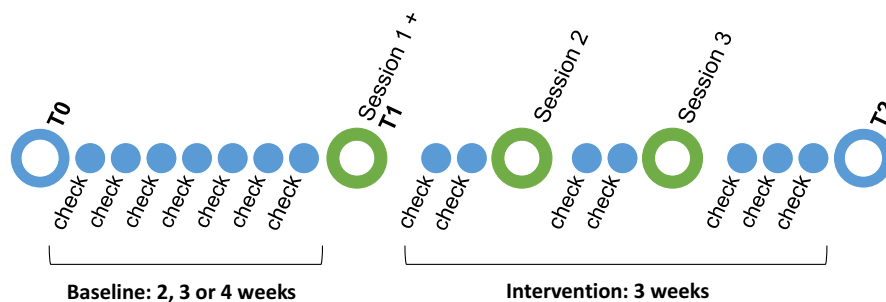 T0
check
check
check
check
check
check
check
Session 1 +
T1
check
check
Session 2
check
check
Session 3
check
check
check
T2
Baseline: 2, 3 or 4 weeks
Intervention: 3 weeks